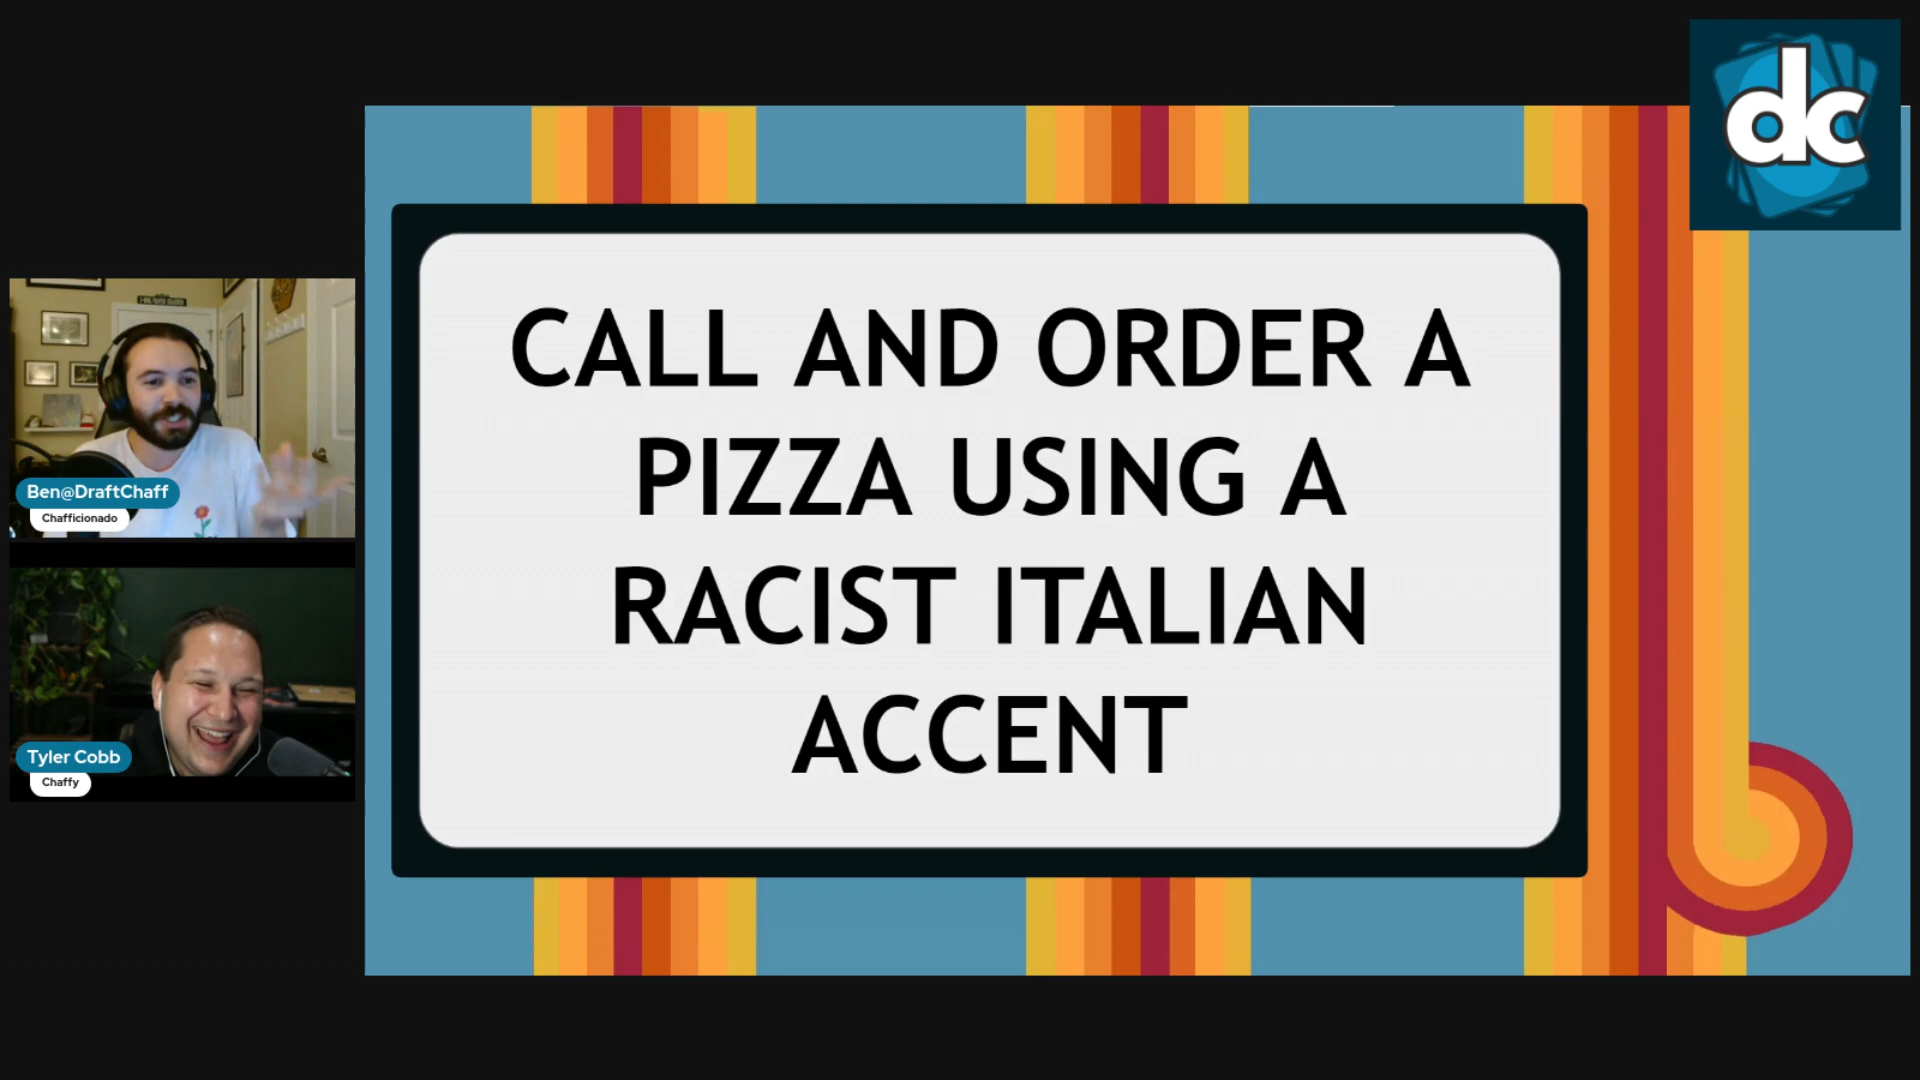 dc
CALL AND ORDER A
PIZZA USING A
RACIST ITALIAN
ACCENT
Ben@DraftChaff
Chafficionado
Tyler Cobb
Chaffy